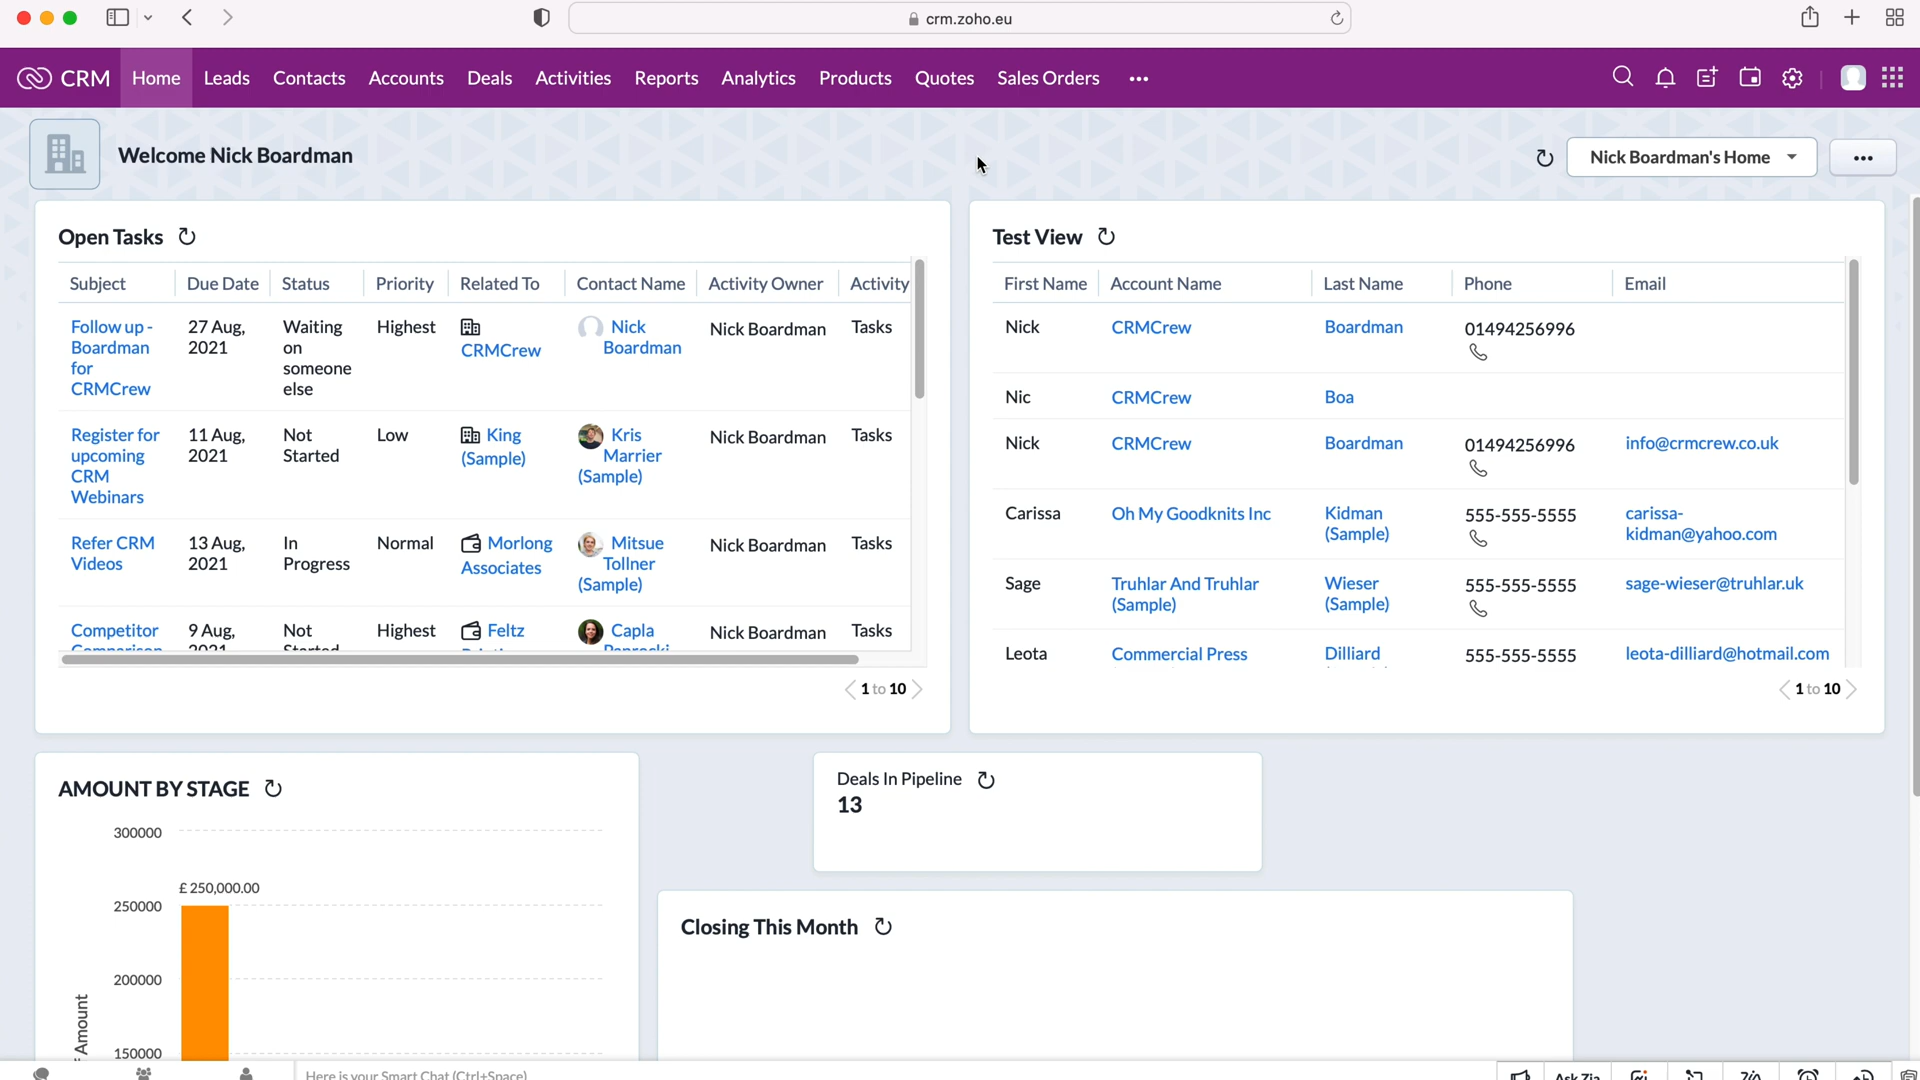 crm.zoho.eu
CRM Home Leads Contacts Accounts Deals Activities Reports Analytics Products Quotes Sales Orders •••
Welcome Nick Boardman
Nick Boardman's Home
•••
Open Tasks
Subject Due Date Status Priority Related To Contact Name Activity Owner Activity
Follow up - 27 Aug, Waiting Highest Nick Nick Boardman Tasks
Boardman 2021 on CRMCrew Boardman
for someone
CRMCrew else
Register for 11 Aug, Not Low King Kris Nick Boardman Tasks
upcoming 2021 Started (Sample) Marrier
CRM (Sample)
Webinars
Refer CRM 13 Aug, In Normal Morlong Mitsue Nick Boardman Tasks
Videos 2021 Progress Associates Tollner
(Sample)
Competitor 9 Aug, Not Highest Feltz Capla Nick Boardman Tasks
Comparison 2021 Started Paprocki
1 to 10
Test View
First Name Account Name Last Name Phone Email
Nick CRMCrew Boardman 01494256996
Nic CRMCrew Boa
Nick CRMCrew Boardman 01494256996 info@crmcrew.co.uk
Carissa Oh My Goodknits Inc Kidman 555-555-5555 carissa-
(Sample) kidman@yahoo.com
Sage Truhlar And Truhlar Wieser 555-555-5555 sage-wieser@truhlar.uk
(Sample) (Sample)
Leota Commercial Press Dilliard 555-555-5555 leota-dilliard@hotmail.com
1 to 10
AMOUNT BY STAGE
300000
£ 250,000.00
250000
200000
150000
Amount
Deals In Pipeline
13
Closing This Month
Here is your Smart Chat (Ctrl+Space)
Ask Zia